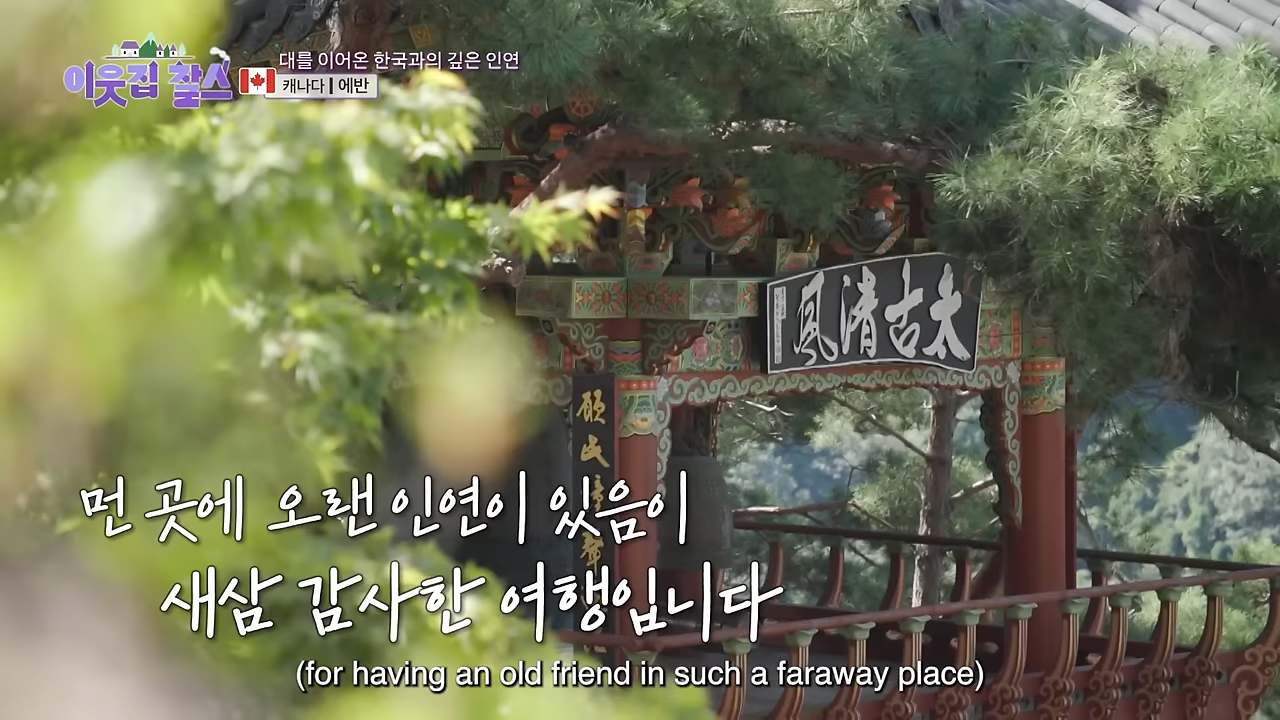 대를 이어온 한국과의 깊은 인연
이웃집 찰스
캐나다 | 에반
太古清風
먼 곳에 오랜 인연이 있음이
새삼 감사한 여행입니다
(for having an old friend in such a faraway place)